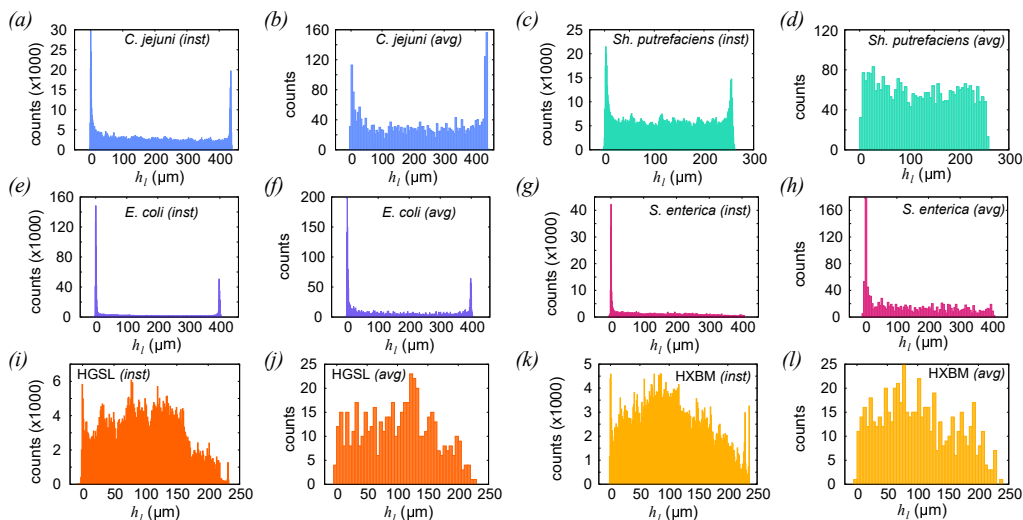 (a)
C. jejuni (inst)
counts (x1000)
30
25
20
15
10
5
0
0 100 200 300 400
h_l (μm)
(b)
C. jejuni (avg)
counts
160
120
80
40
0
0 100 200 300 400
h_l (μm)
(c)
Sh. putrefaciens (inst)
counts (x1000)
25
20
15
10
5
0
0 100 200 300
h_l (μm)
(d)
Sh. putrefaciens (avg)
counts
120
80
40
0
0 100 200 300
h_l (μm)
(e)
E. coli (inst)
counts (x1000)
160
120
80
40
0
0 100 200 300 400
h_l (μm)
(f)
E. coli (avg)
counts
200
150
100
50
0
0 100 200 300 400
h_l (μm)
(g)
S. enterica (inst)
counts (x1000)
40
30
20
10
0
0 100 200 300 400
h_l (μm)
(h)
S. enterica (avg)
counts
160
120
80
40
0
0 100 200 300 400
h_l (μm)
(i)
HGSL (inst)
counts (x1000)
6
4
2
0
0 50 100 150 200 250
h_l (μm)
(j)
HGSL (avg)
counts
25
20
15
10
5
0
0 50 100 150 200 250
h_l (μm)
(k)
HXBM (inst)
counts (x1000)
5
4
3
2
1
0
0 50 100 150 200 250
h_l (μm)
(l)
HXBM (avg)
counts
25
20
15
10
5
0
0 50 100 150 200 250
h_l (μm)